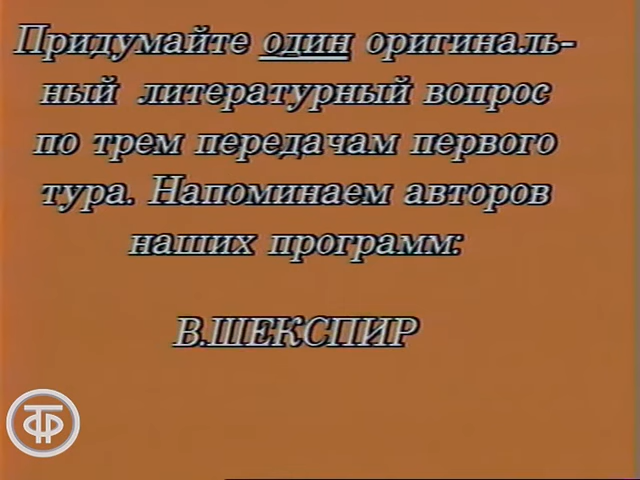 Придумайте один оригиналь-
ный литературный вопрос
по трем передачам первого
тура. Напоминаем авторов
наших программ:
В.ШЕКСПИР